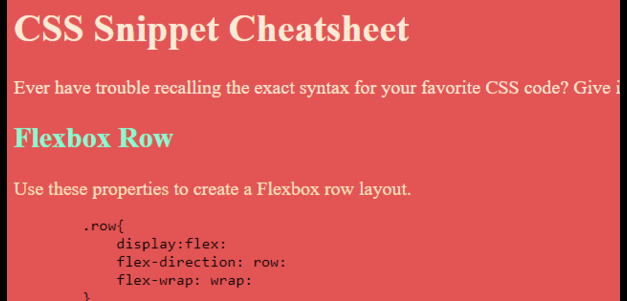 CSS Snippet Cheatsheet
Ever have trouble recalling the exact syntax for your favorite CSS code? Give i
Flexbox Row
Use these properties to create a Flexbox row layout.
.row{
display:flex:
flex-direction: row:
flex-wrap: wrap:
}